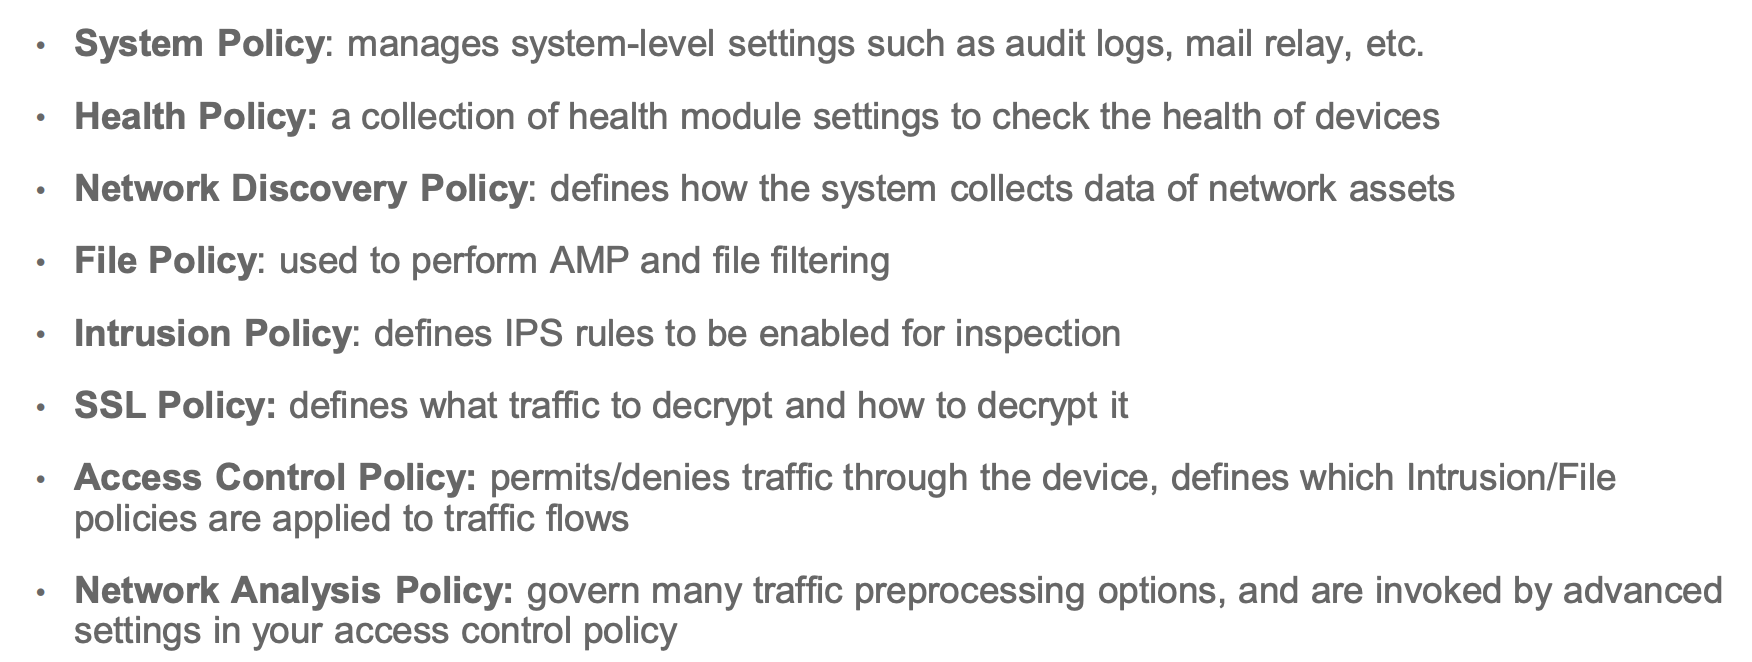 • System Policy: manages system-level settings such as audit logs, mail relay, etc.
• Health Policy: a collection of health module settings to check the health of devices
• Network Discovery Policy: defines how the system collects data of network assets
• File Policy: used to perform AMP and file filtering
• Intrusion Policy: defines IPS rules to be enabled for inspection
• SSL Policy: defines what traffic to decrypt and how to decrypt it
• Access Control Policy: permits/denies traffic through the device, defines which Intrusion/File
policies are applied to traffic flows
• Network Analysis Policy: govern many traffic preprocessing options, and are invoked by advanced
settings in your access control policy